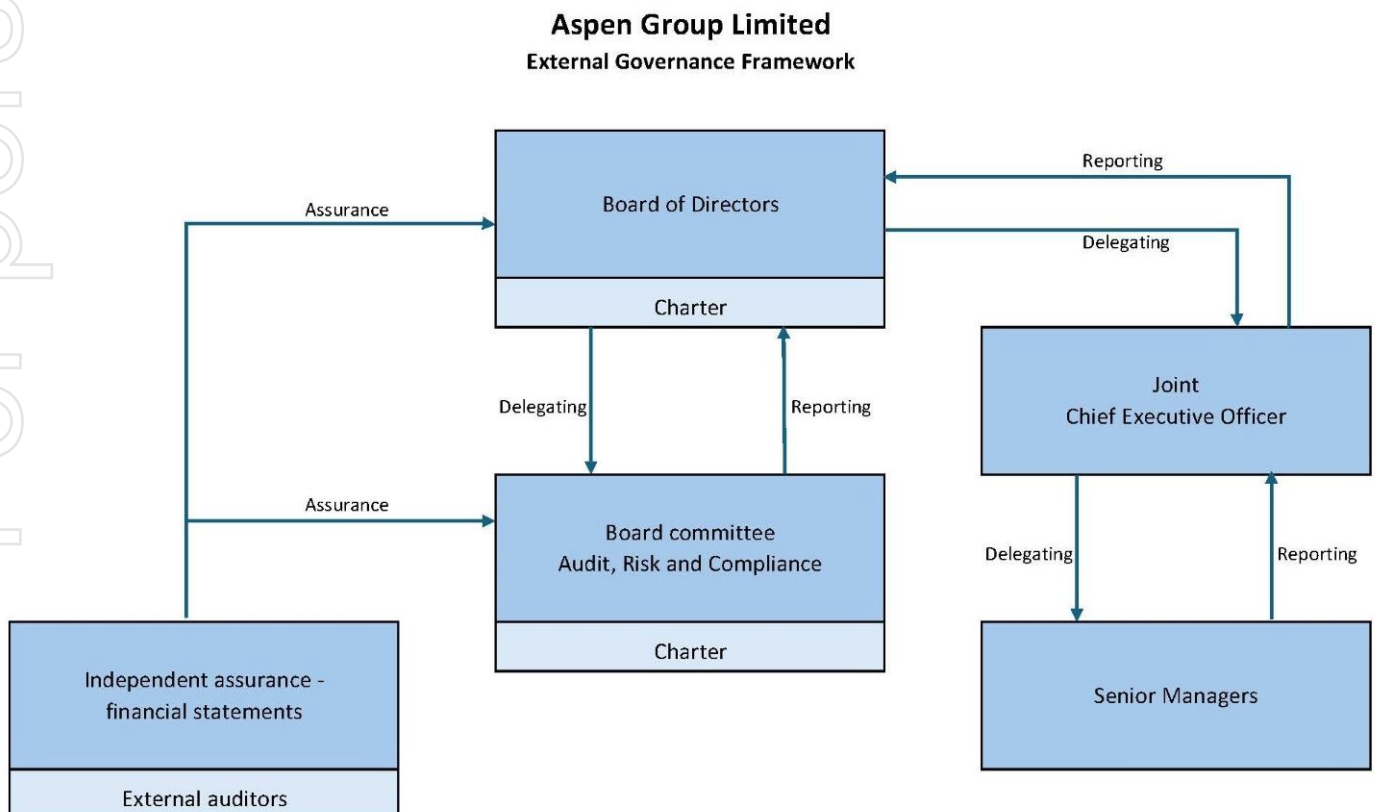 Aspen Group Limited
External Governance Framework
Reporting
Board of Directors
Assurance
Delegating
Charter
Joint
Chief Executive Officer
Delegating
Reporting
Assurance
Board committee
Audit, Risk and Compliance
Delegating
Reporting
Charter
Independent assurance -
financial statements
Senior Managers
External auditors